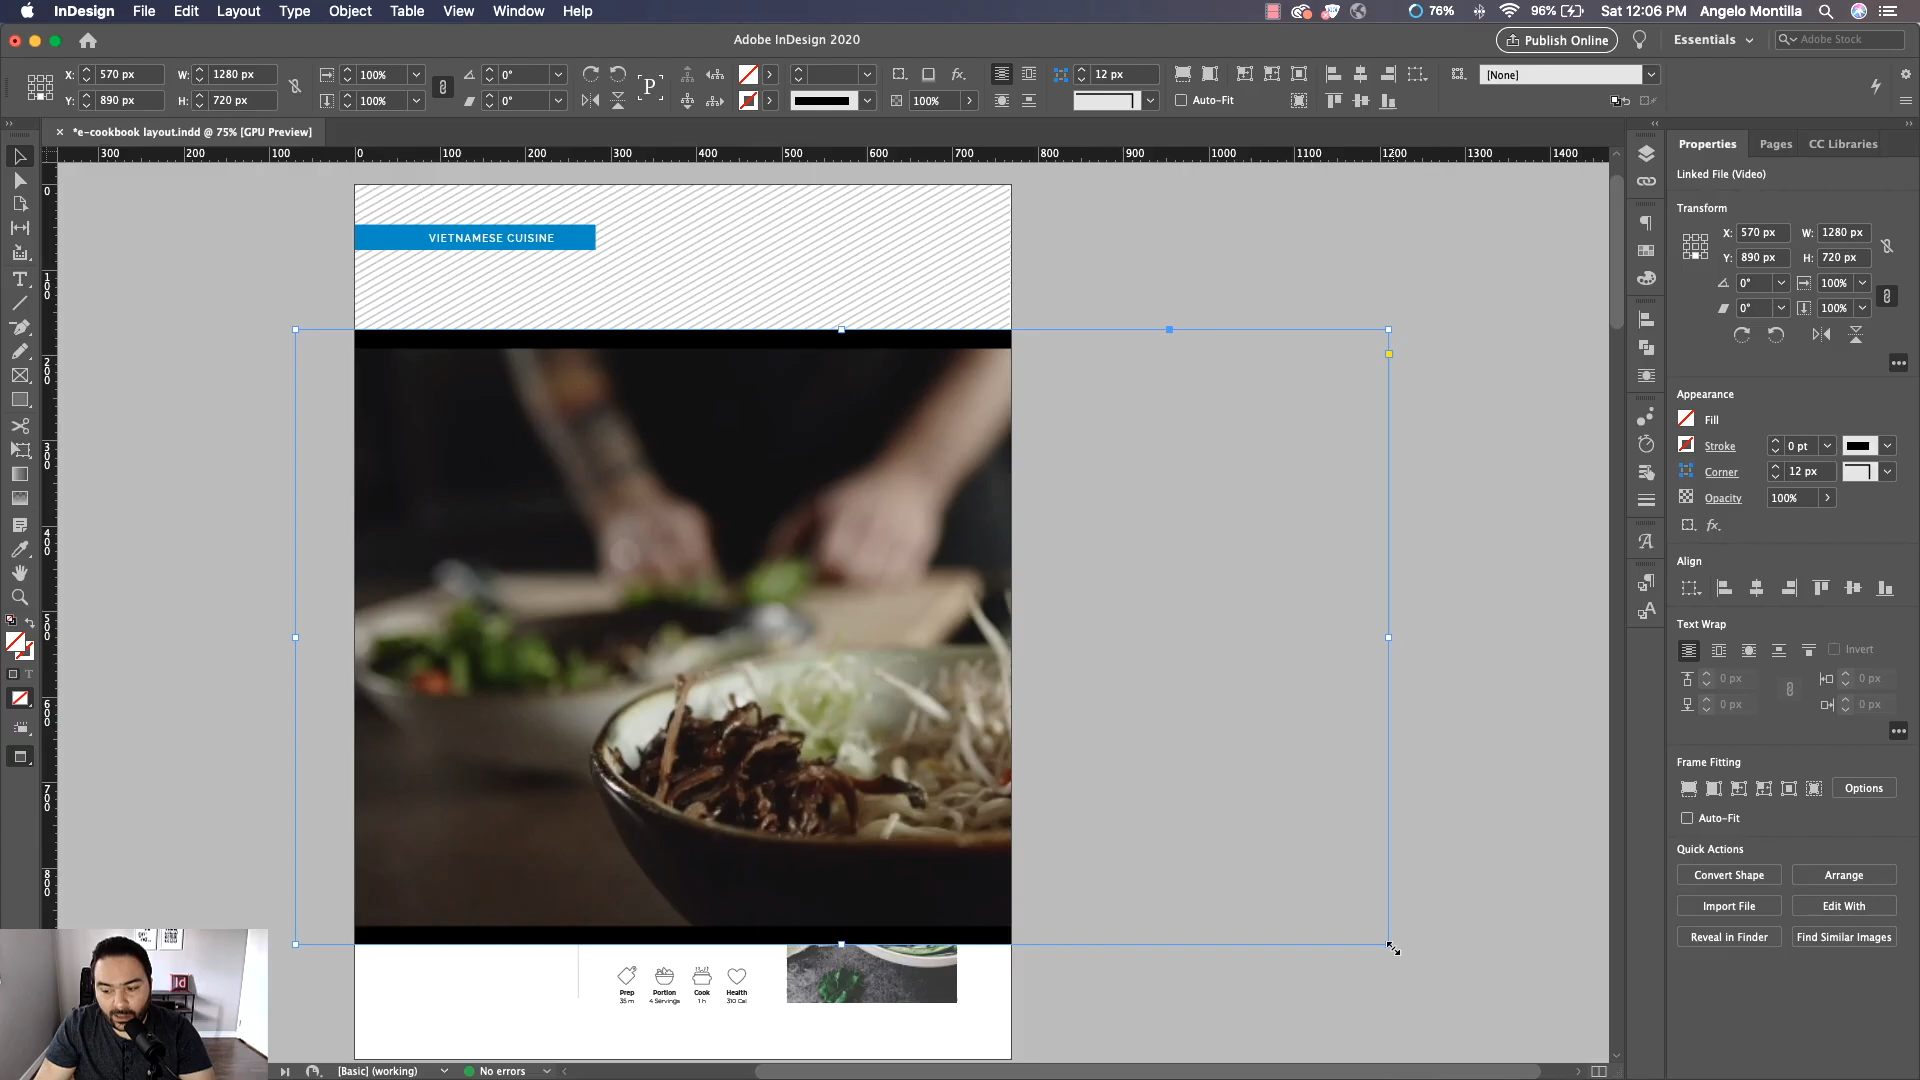 InDesign File Edit Layout Type Object Table View Window Help
76% 96% Sat 12:06 PM Angelo Montilla
Adobe InDesign 2020
Publish Online Essentials Adobe Stock
X: 570 px W: 1280 px 100% 0° P fx. 12 px [None]
Y: 890 px H: 720 px 100% 0° 100% Auto-Fit
*e-cookbook layout.indd @ 75% [GPU Preview]
300 200 100 0 100 200 300 400 500 600 700 800 900 1000 1100 1200 1300 1400
0
100
200
300
400
500
600
700
800
VIETNAMESE CUISINE
Prep Portion Cook Health
35 m 4 Servings 1 h 310 Cal
Properties Pages CC Libraries
Linked File (Video)
Transform
X: 570 px W: 1280 px
Y: 890 px H: 720 px
0° 100%
0° 100%
Appearance
Fill
Stroke 0 pt
Corner 12 px
Opacity 100%
fx.
Align
Text Wrap
Invert
0 px 0 px
0 px 0 px
Frame Fitting
Options
Auto-Fit
Quick Actions
Convert Shape Arrange
Import File Edit With
Reveal in Finder Find Similar Images
[Basic] (working) No errors
Id